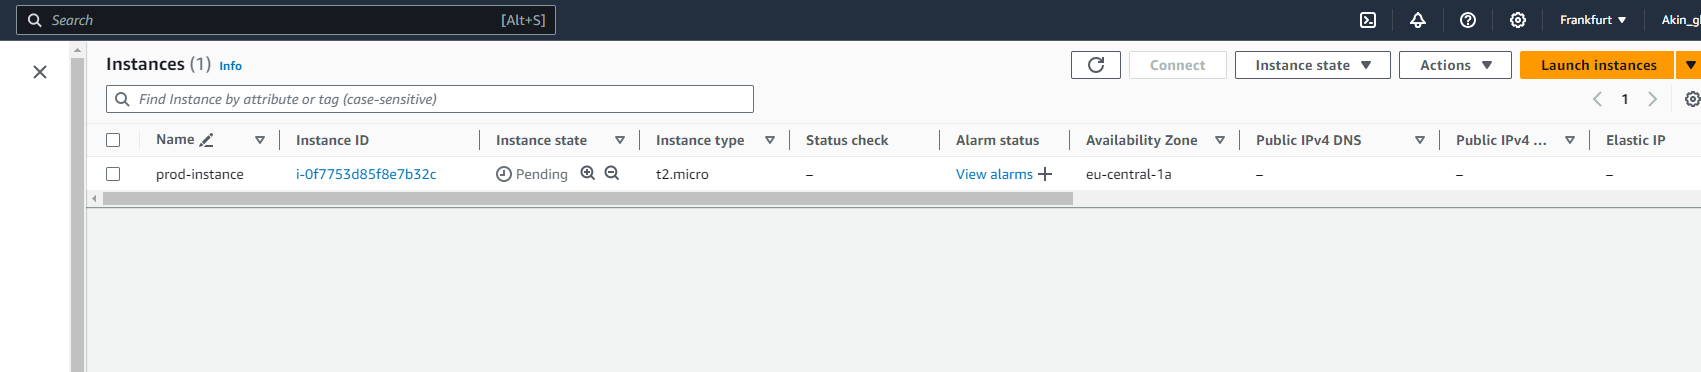 Search [Alt+S] Frankfurt Akin_g
Instances (1) Info Connect Instance state Actions Launch instances
Find Instance by attribute or tag (case-sensitive) 1
Name Instance ID Instance state Instance type Status check Alarm status Availability Zone Public IPv4 DNS Public IPv4 ... Elastic IP
prod-instance i-0f7753d85f8e7b32c Pending t2.micro – View alarms eu-central-1a – – –